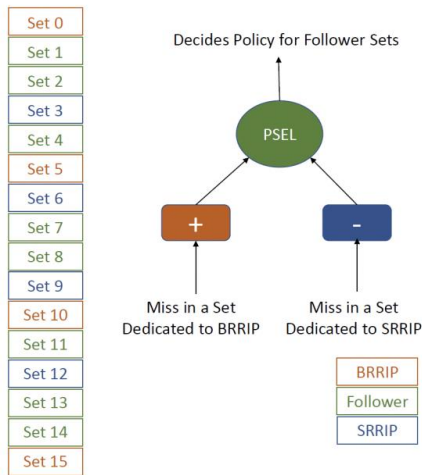 Set 0
Set 1
Set 2
Set 3
Set 4
Set 5
Set 6
Set 7
Set 8
Set 9
Set 10
Set 11
Set 12
Set 13
Set 14
Set 15
Decides Policy for Follower Sets
PSEL
+
-
Miss in a Set
Dedicated to BRRIP
Miss in a Set
Dedicated to SRRIP
BRRIP
Follower
SRRIP